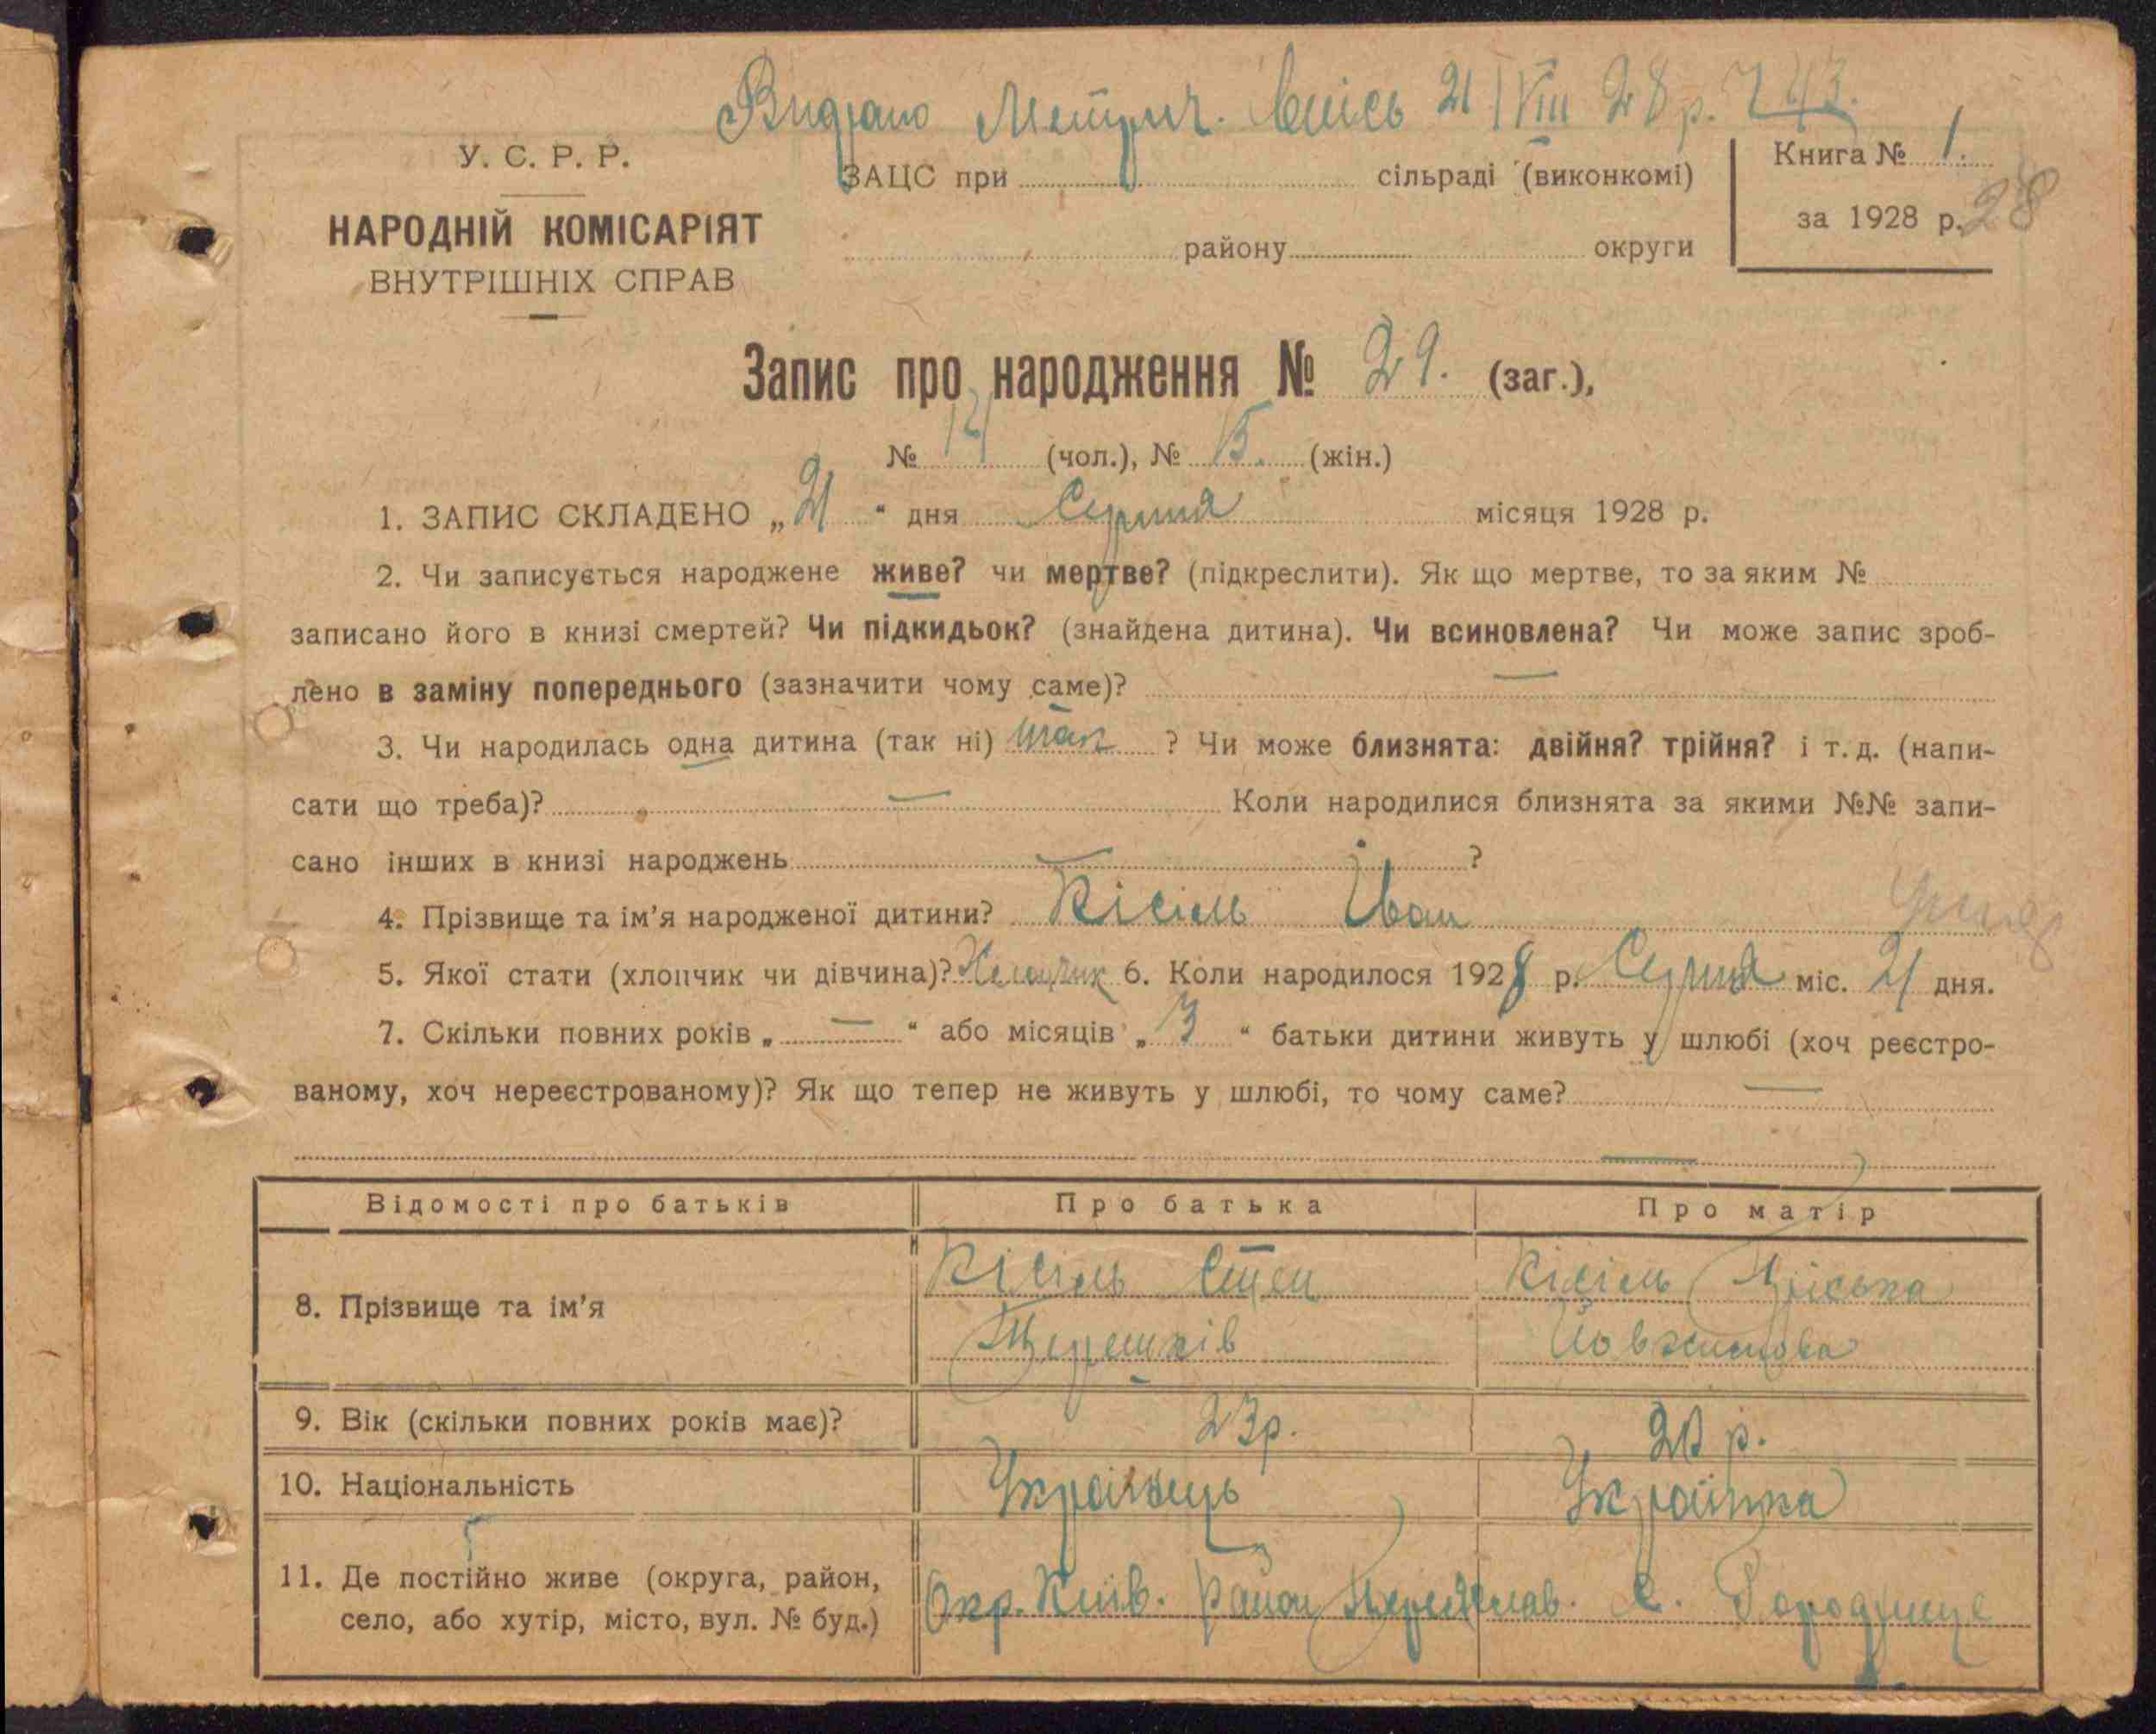 Видано Метрич. випись 21/VIII 28 р. 743.
У. С. Р. Р.
НАРОДНІЙ КОМІСАРІЯТ
ВНУТРІШНІХ СПРАВ
ЗАЦС при сільраді (виконкомі)
району округи
Книга № 1.
за 1928 р. 28
Запис про народження № 29. (заг.),
№ 14 (чол.), № 15. (жін.)
1. ЗАПИС СКЛАДЕНО „21“ дня Серпня місяця 1928 р.
2. Чи записується народжене живе? чи мертве? (підкреслити). Як що мертве, то за яким №
записано його в книзі смертей? Чи підкидьок? (знайдена дитина). Чи всиновлена? Чи може запис зроб-
лено в заміну попереднього (зазначити чому саме)? —
3. Чи народилась одна дитина (так ні) так ? Чи може близнята: двійня? трійня? і т. д. (напи-
сати що треба)? — Коли народилися близнята за якими №№ запи-
сано інших в книзі народжень — ?
4. Прізвище та ім’я народженої дитини? Кісіль Іван
5. Якої стати (хлопчик чи дівчина)? Хлопчик 6. Коли народилося 1928 р. Серпня міс. 21 дня.
7. Скільки повних років „ — “ або місяців „ 3 “ батьки дитини живуть у шлюбі (хоч реєстро-
ваному, хоч нереєстрованому)? Як що тепер не живуть у шлюбі, то чому саме? —
—
Відомості про батьків Про батька Про матір
8. Прізвище та ім’я Кісіль Степ Кісіль Пріська
Терешків
9. Вік (скільки повних років має)? 23 р. 20 р.
10. Національність Українець Українка
11. Де постійно живе (округа, район,
село, або хутір, місто, вул. № буд.) Окр. Київ. район Переяслав. с. Городище